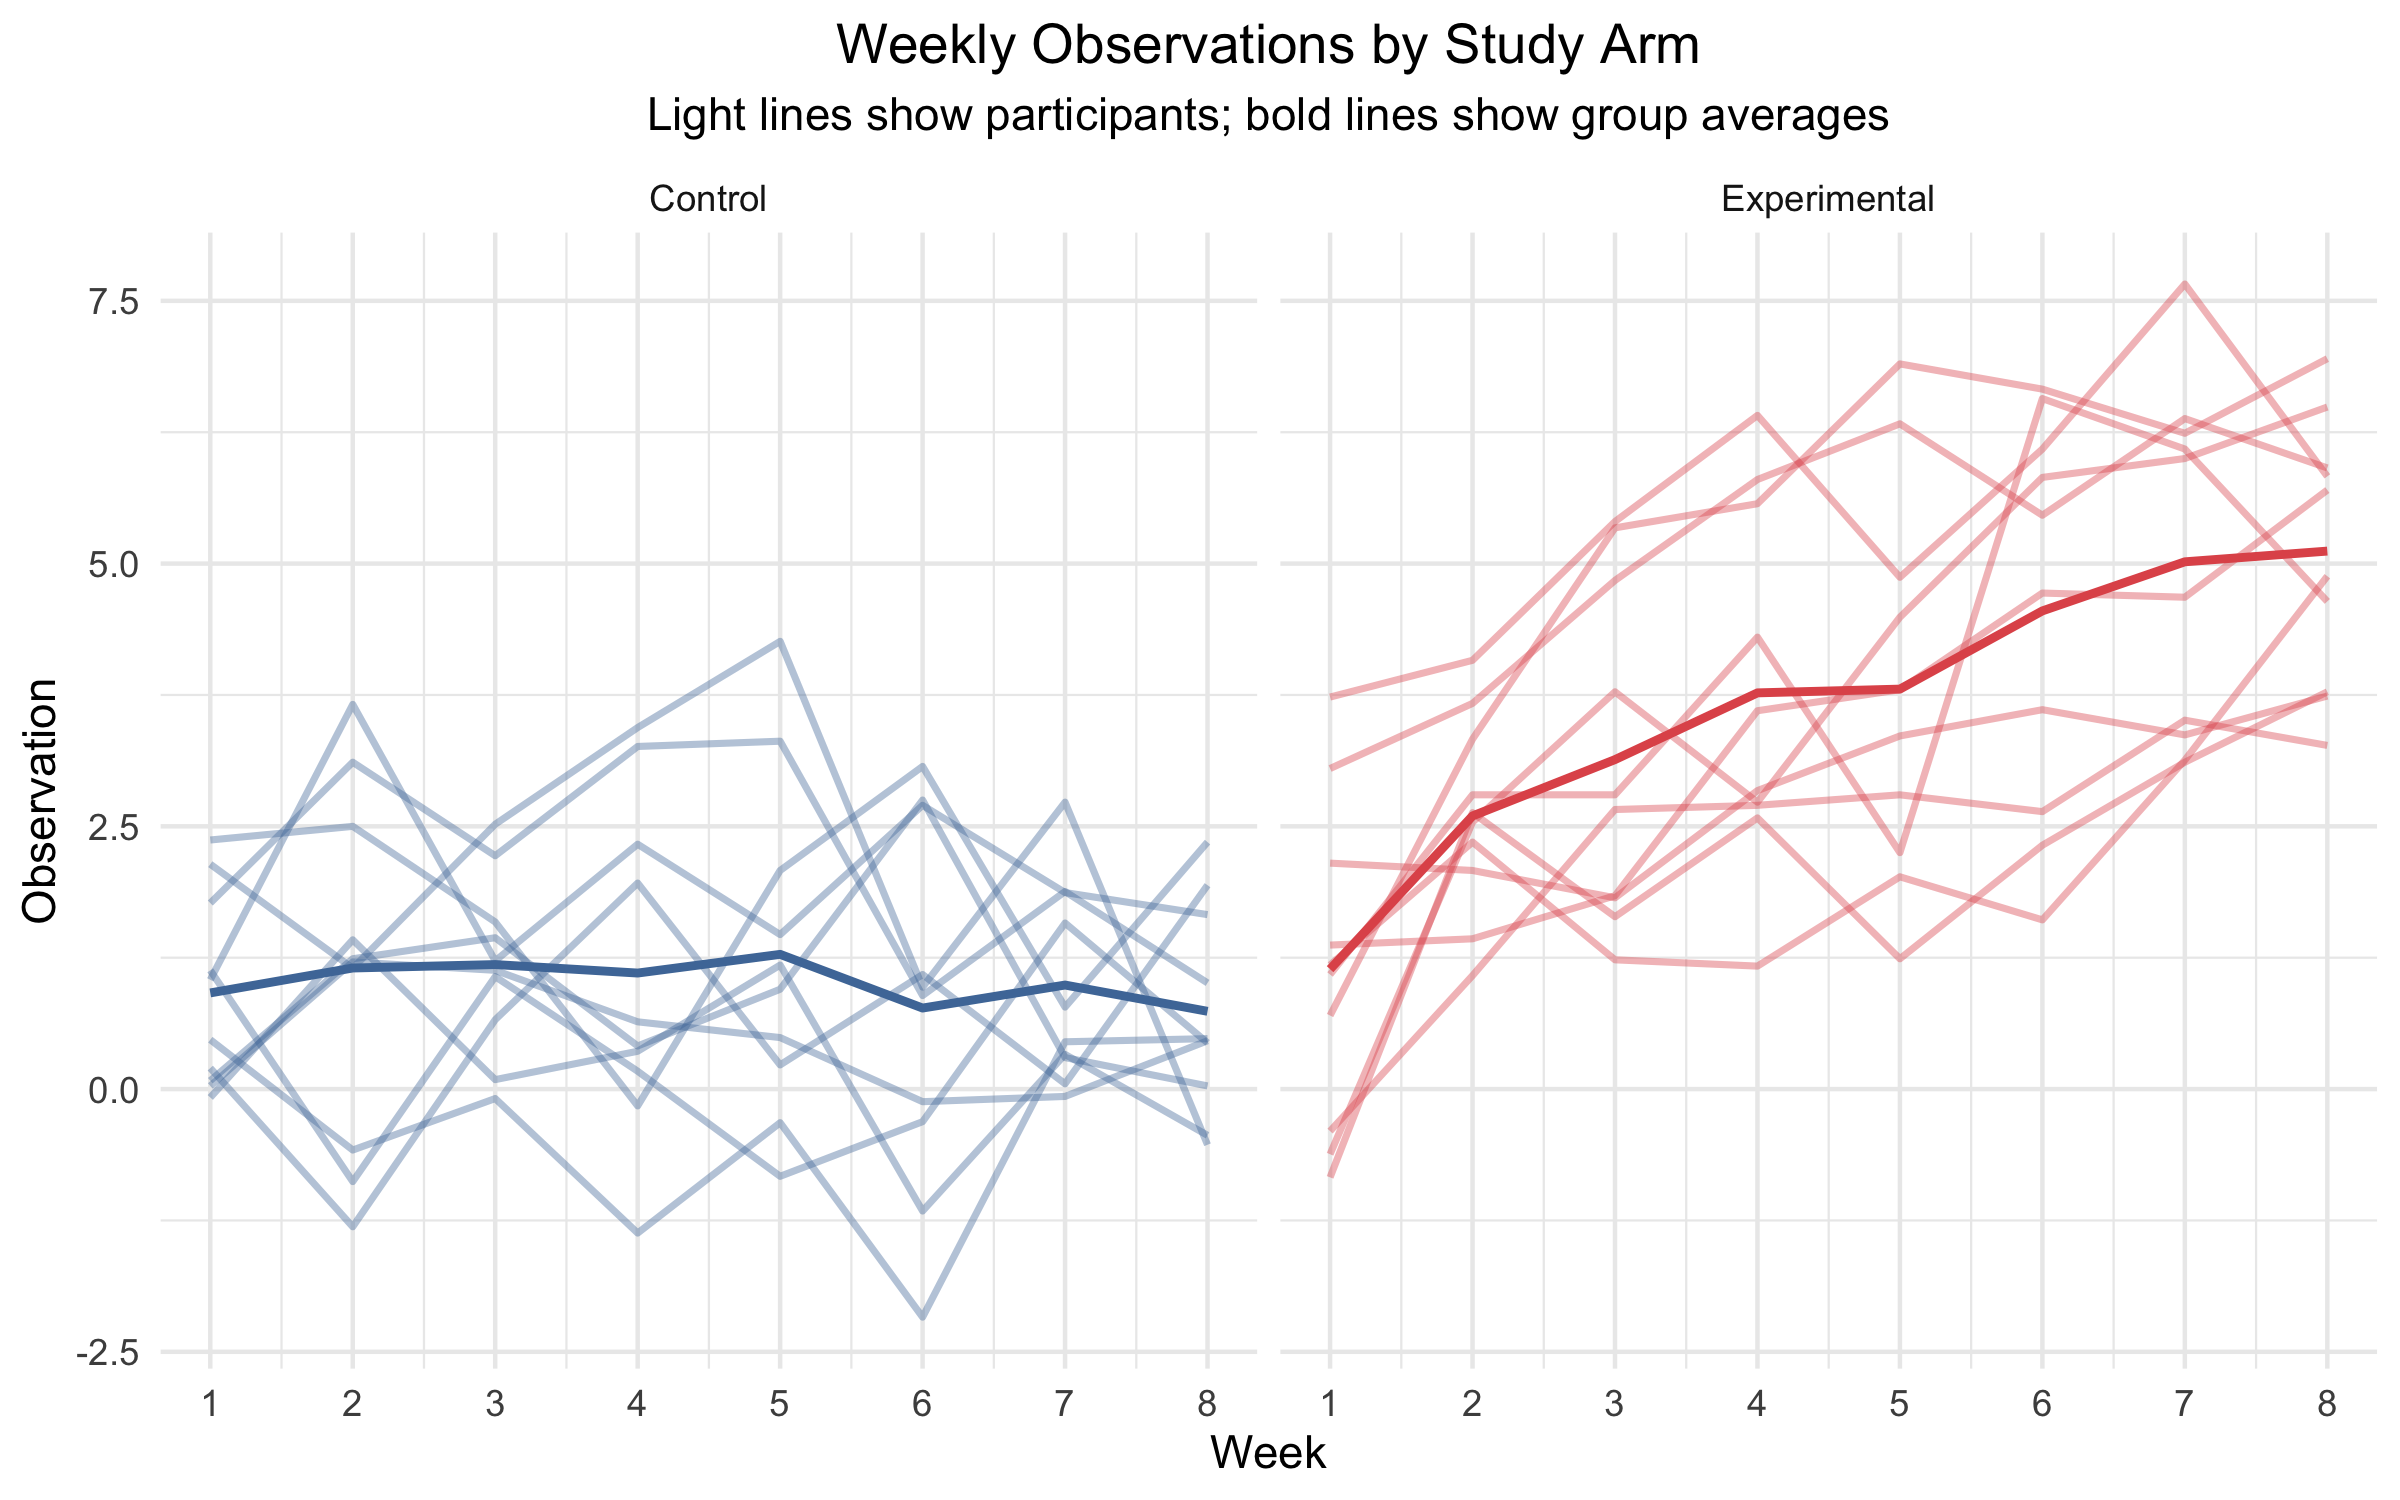 Weekly Observations by Study Arm
Light lines show participants; bold lines show group averages
Control
Experimental
Observation
7.5
5.0
2.5
0.0
-2.5
1 2 3 4 5 6 7 8
1 2 3 4 5 6 7 8
Week